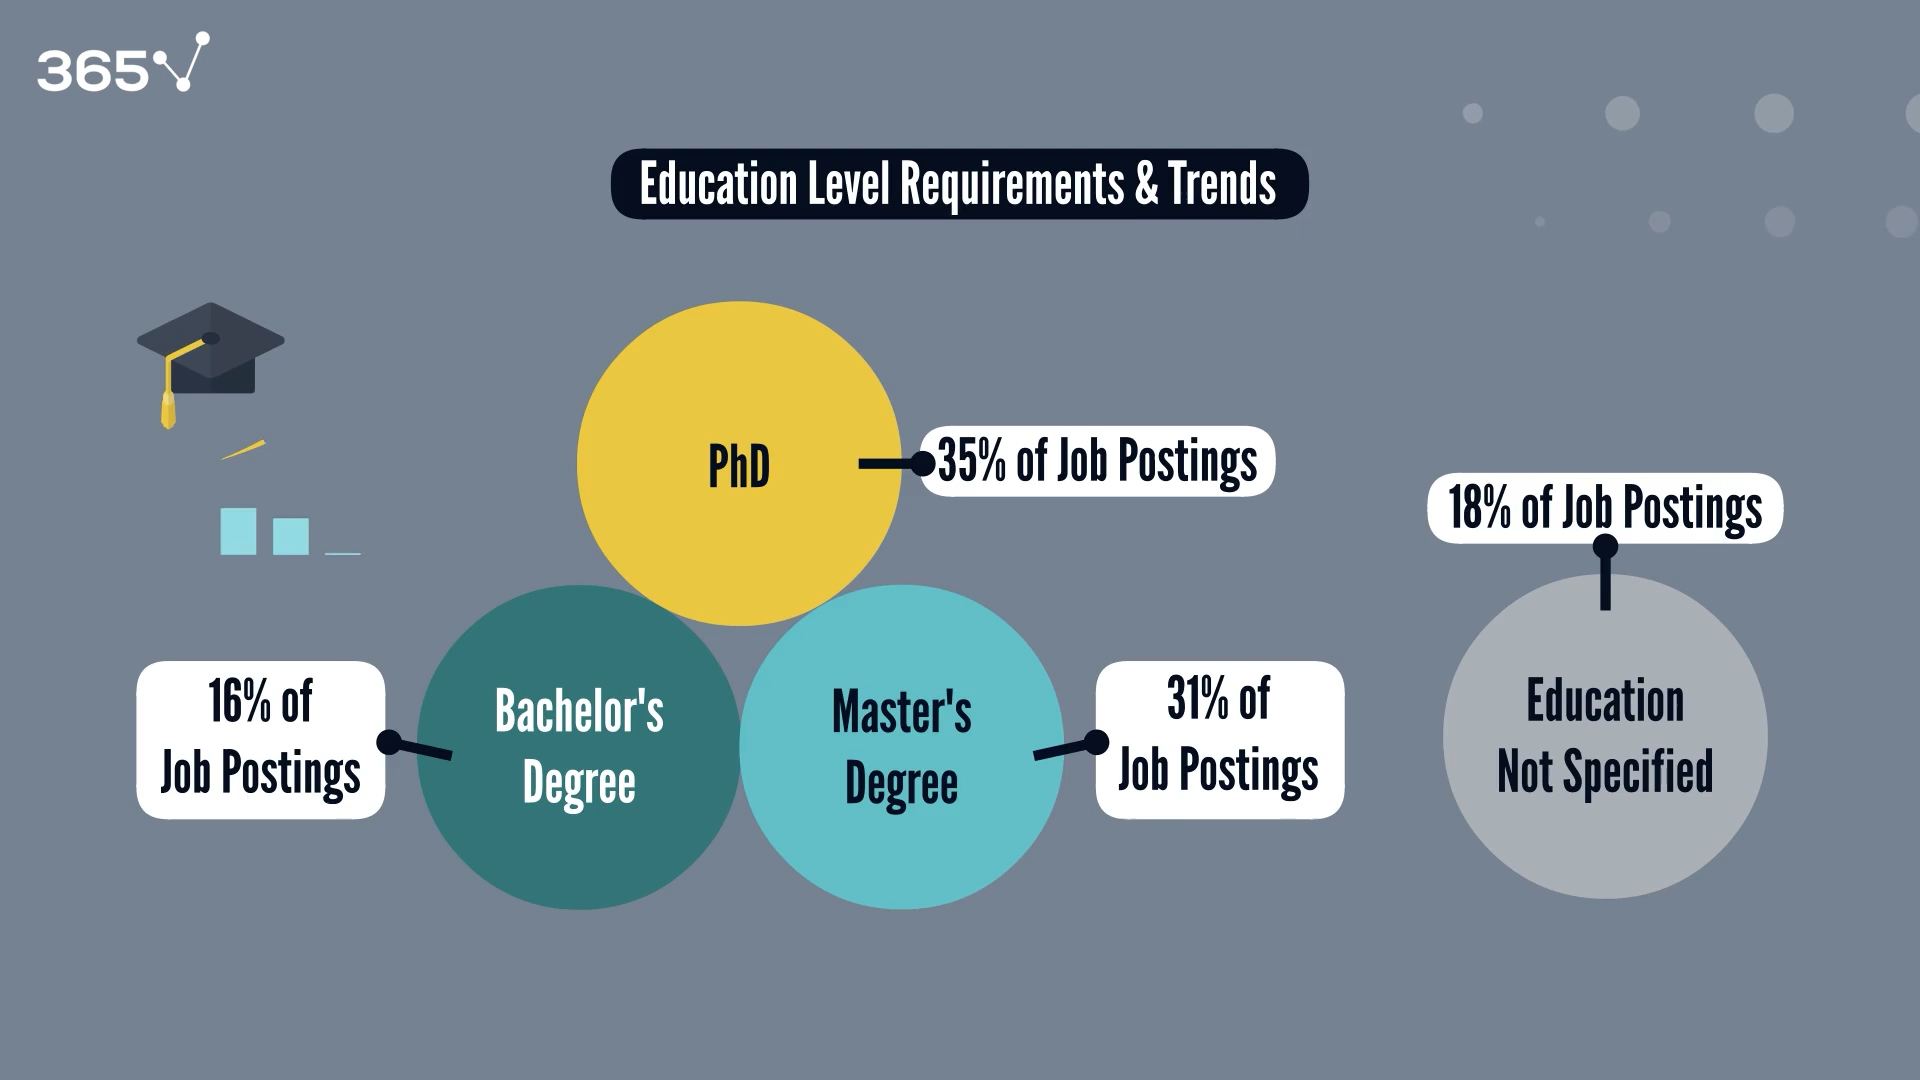 365
Education Level Requirements & Trends
PhD
35% of Job Postings
18% of Job Postings
16% of
Job Postings
Bachelor's
Degree
Master's
Degree
31% of
Job Postings
Education
Not Specified